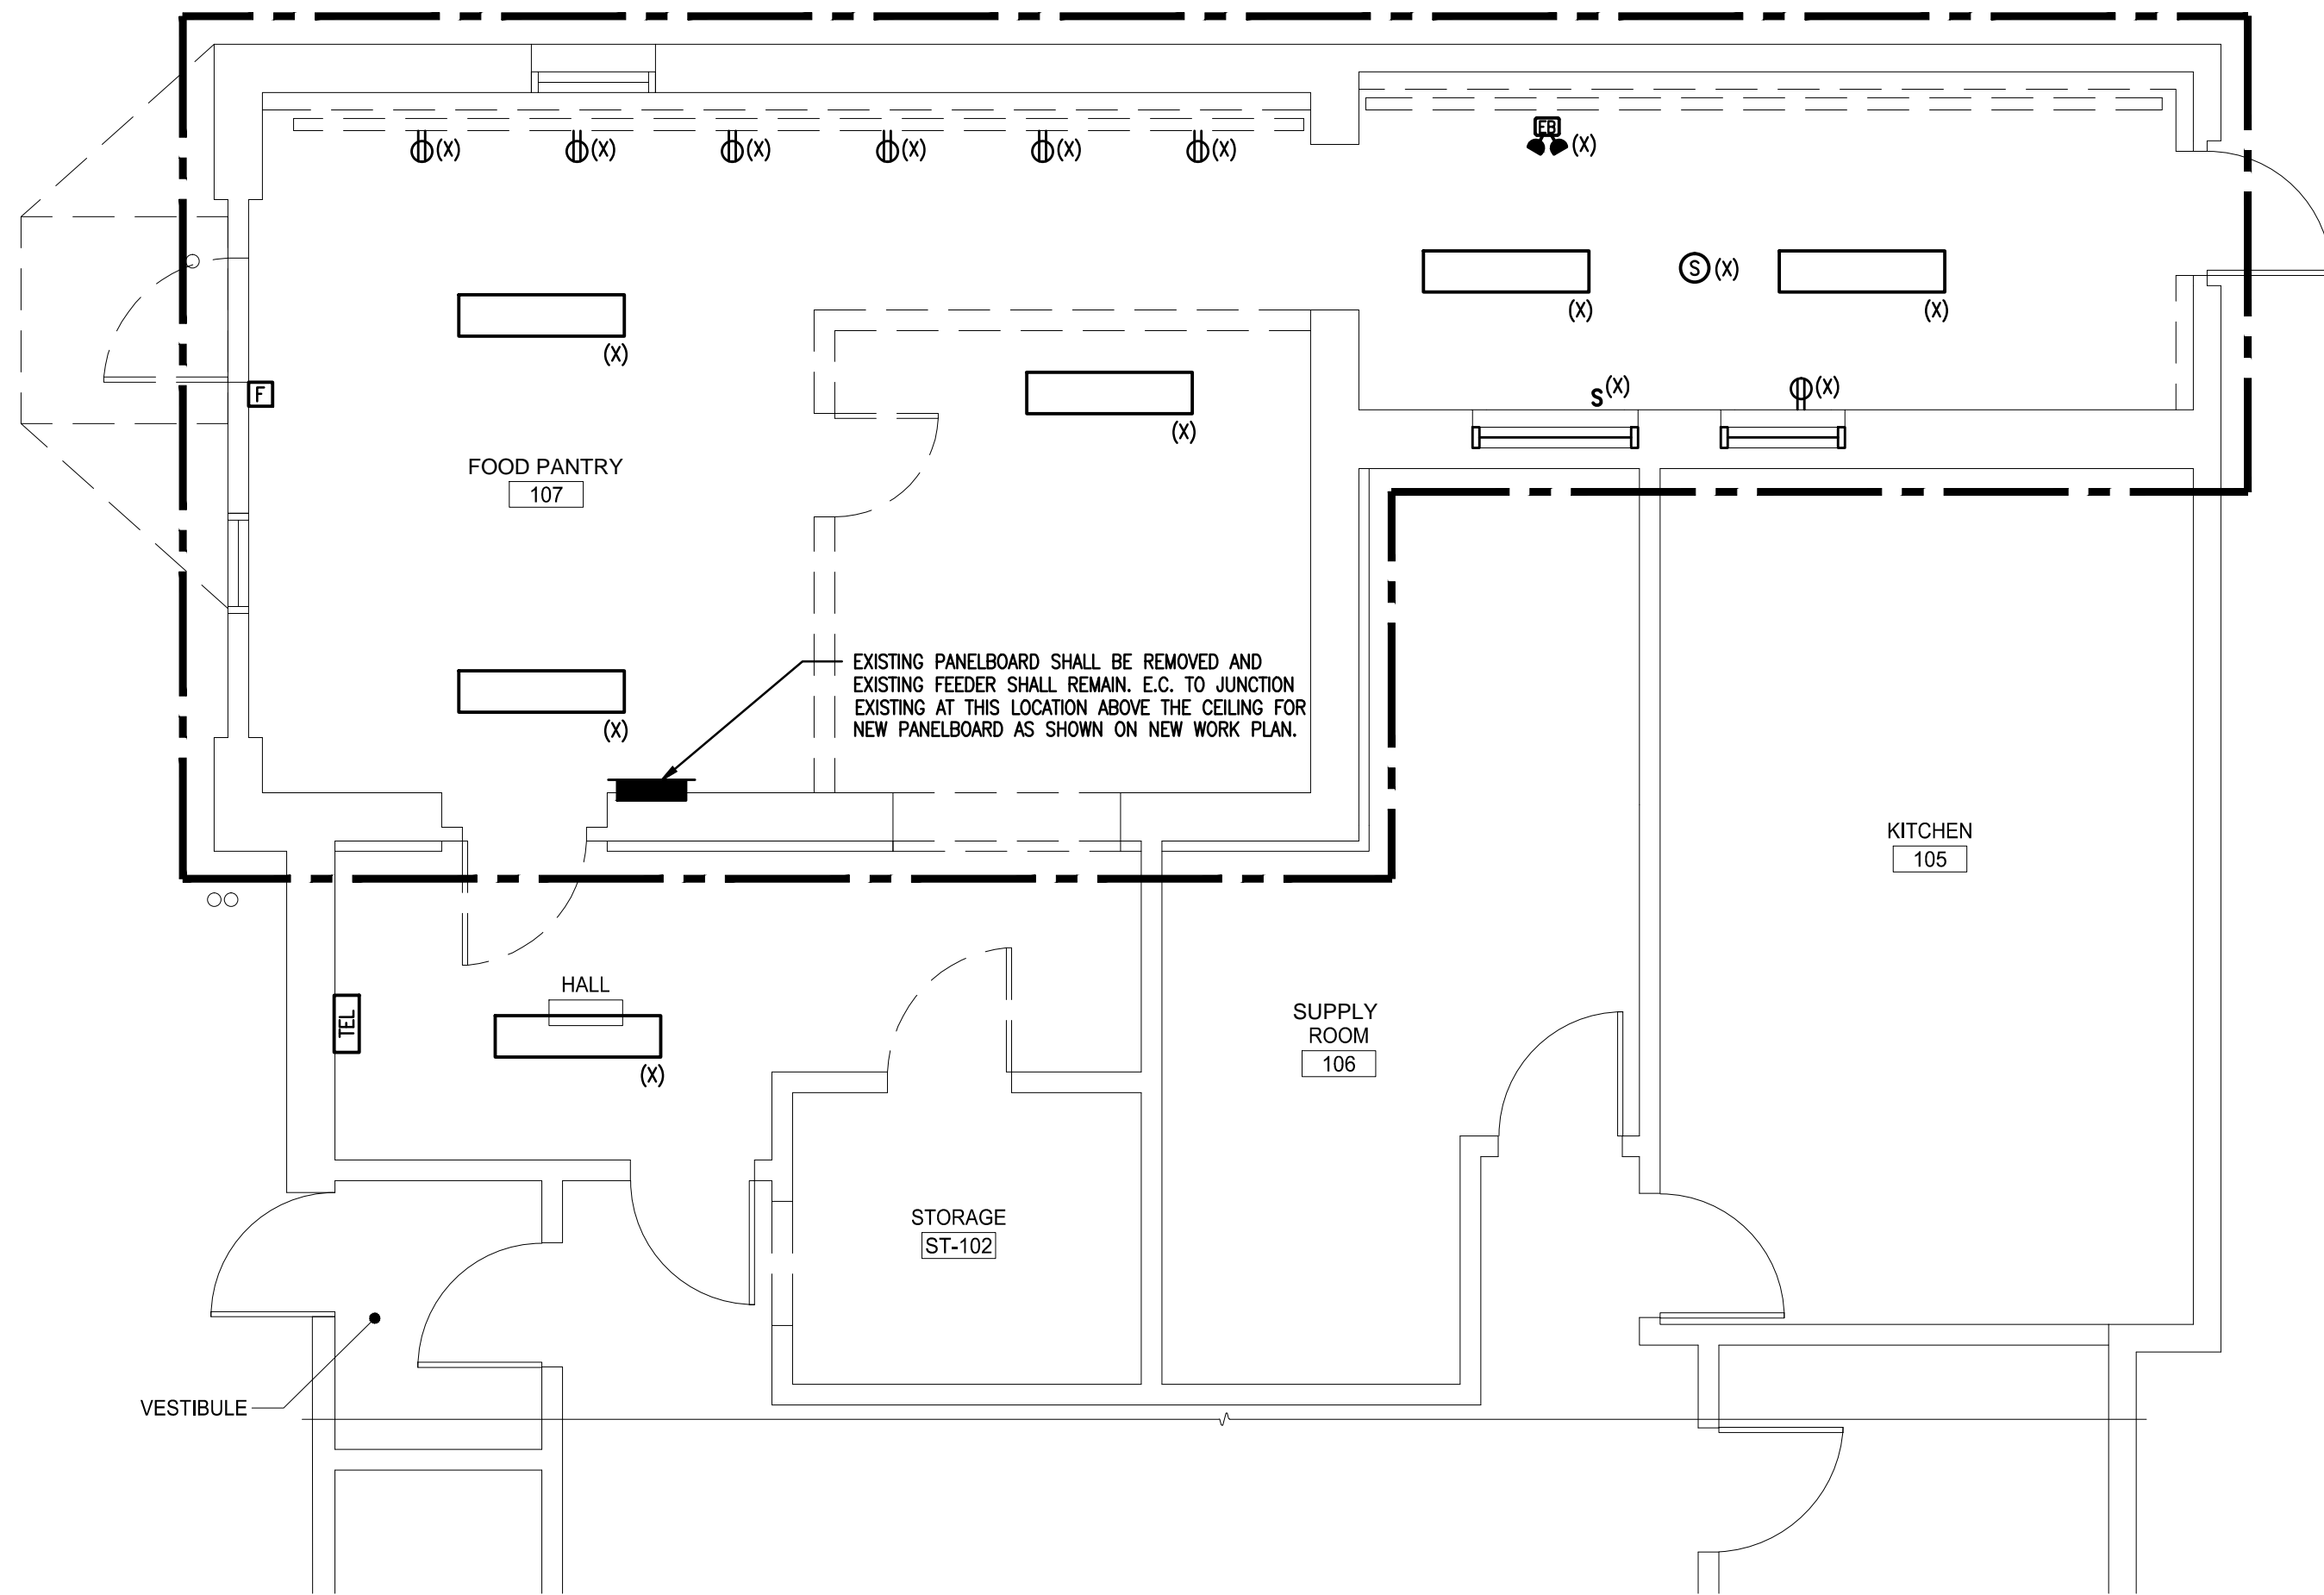 (X) (X) (X) (X) (X) (X)
EB (X)
(X) S (X) (X)
(X)
F
S (X) (X)
(X)
FOOD PANTRY
107
EXISTING PANELBOARD SHALL BE REMOVED AND
EXISTING FEEDER SHALL REMAIN. E.C. TO JUNCTION
EXISTING AT THIS LOCATION ABOVE THE CEILING FOR
NEW PANELBOARD AS SHOWN ON NEW WORK PLAN.
(X)
KITCHEN
105
HALL
TEL
(X)
SUPPLY
ROOM
106
STORAGE
ST-102
VESTIBULE